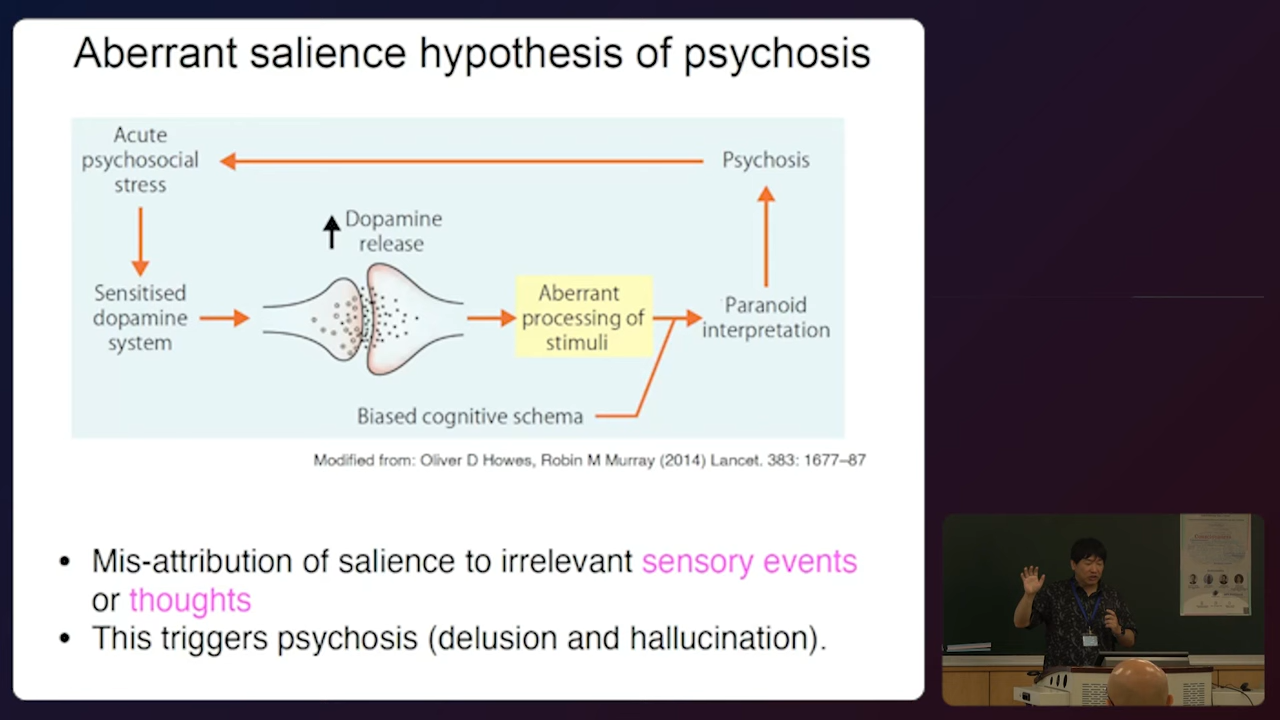 Aberrant salience hypothesis of psychosis
Acute
psychosocial
stress
Psychosis
Dopamine
release
Sensitised
dopamine
system
Aberrant
processing of
stimuli
Paranoid
interpretation
Biased cognitive schema
Modified from: Oliver D Howes, Robin M Murray (2014) Lancet. 383: 1677–87
• Mis-attribution of salience to irrelevant sensory events
or thoughts
• This triggers psychosis (delusion and hallucination).